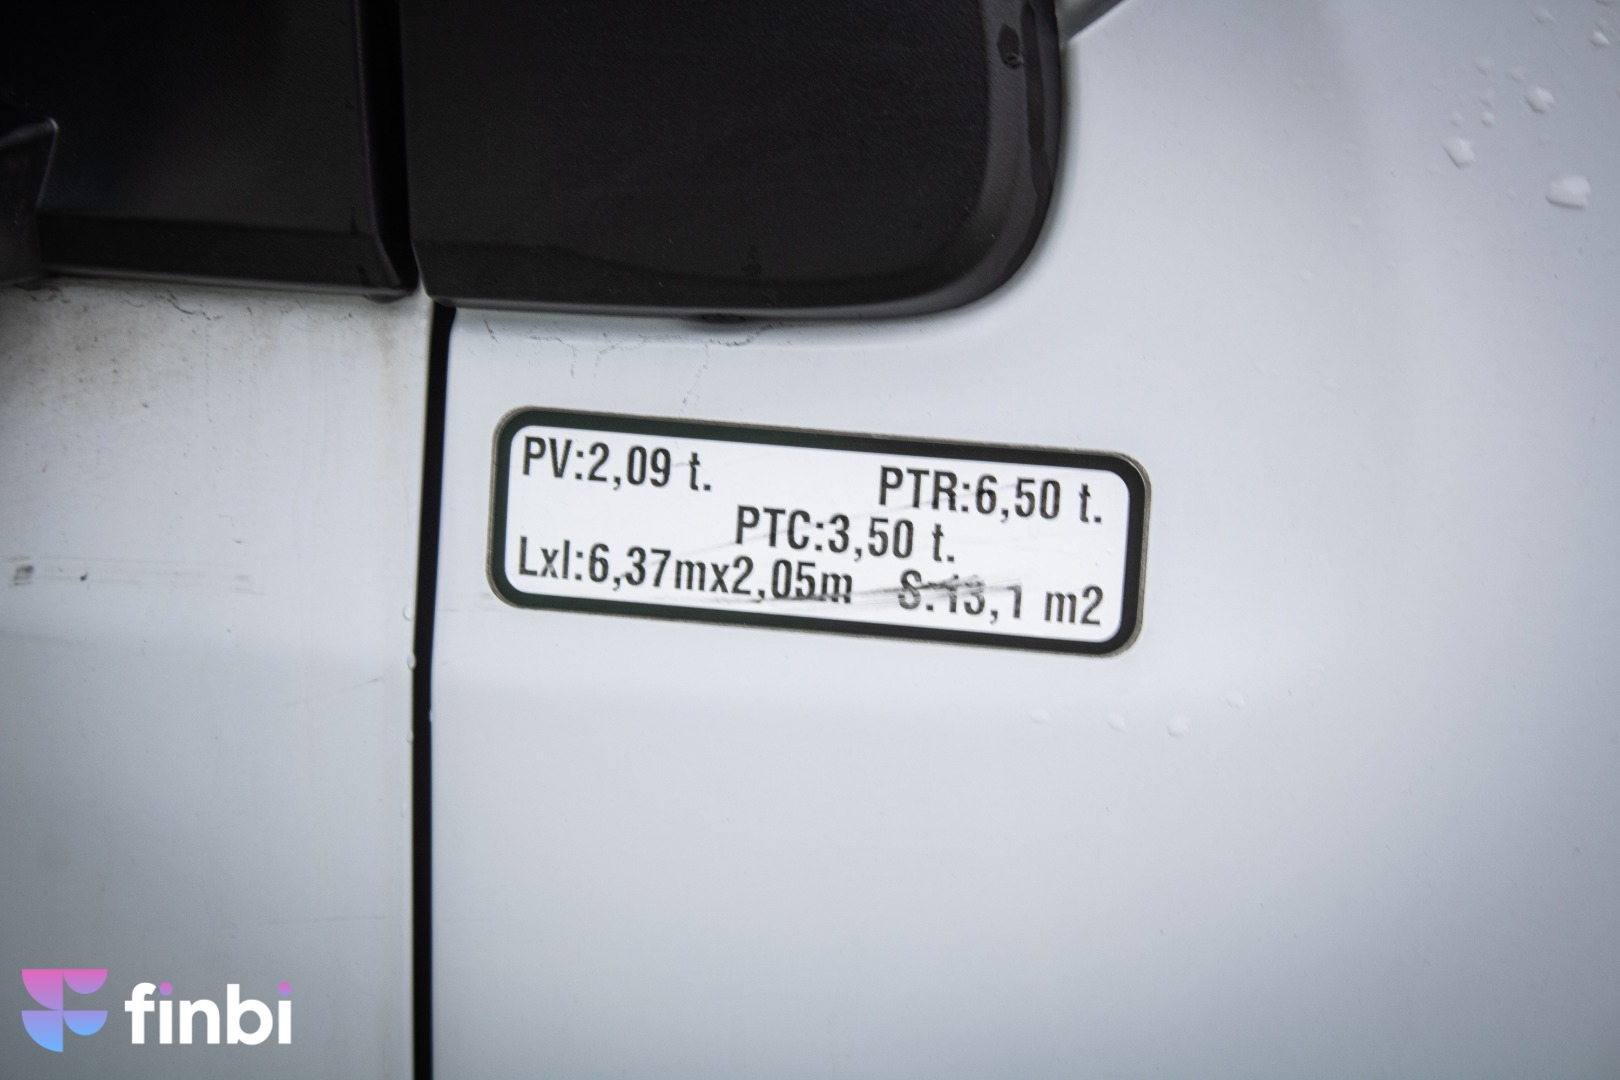 PV:2,09 t. PTR:6,50 t.
PTC:3,50 t.
Lxl:6,37mx2,05m S:13,1 m2
finbi